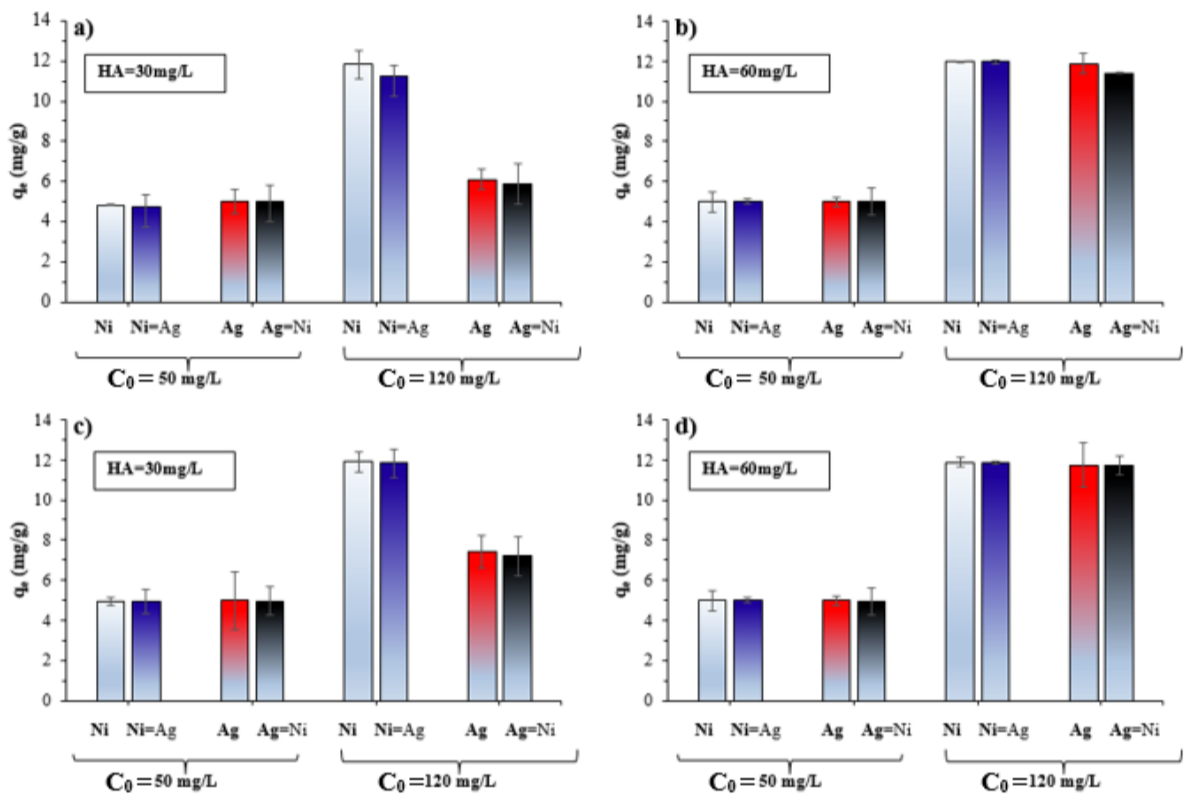 a)
HA=30mg/L
qe (mg/g)
14
12
10
8
6
4
2
0
Ni Ni=Ag Ag Ag=Ni Ni Ni=Ag Ag Ag=Ni
C0 = 50 mg/L C0 = 120 mg/L
b)
HA=60mg/L
qe (mg/g)
14
12
10
8
6
4
2
0
Ni Ni=Ag Ag Ag=Ni Ni Ni=Ag Ag Ag=Ni
C0 = 50 mg/L C0 = 120 mg/L
c)
HA=30mg/L
qe (mg/g)
14
12
10
8
6
4
2
0
Ni Ni=Ag Ag Ag=Ni Ni Ni=Ag Ag Ag=Ni
C0 = 50 mg/L C0 =120 mg/L
d)
HA=60mg/L
qe (mg/g)
14
12
10
8
6
4
2
0
Ni Ni=Ag Ag Ag=Ni Ni Ni=Ag Ag Ag=Ni
C0 = 50 mg/L C0 = 120 mg/L